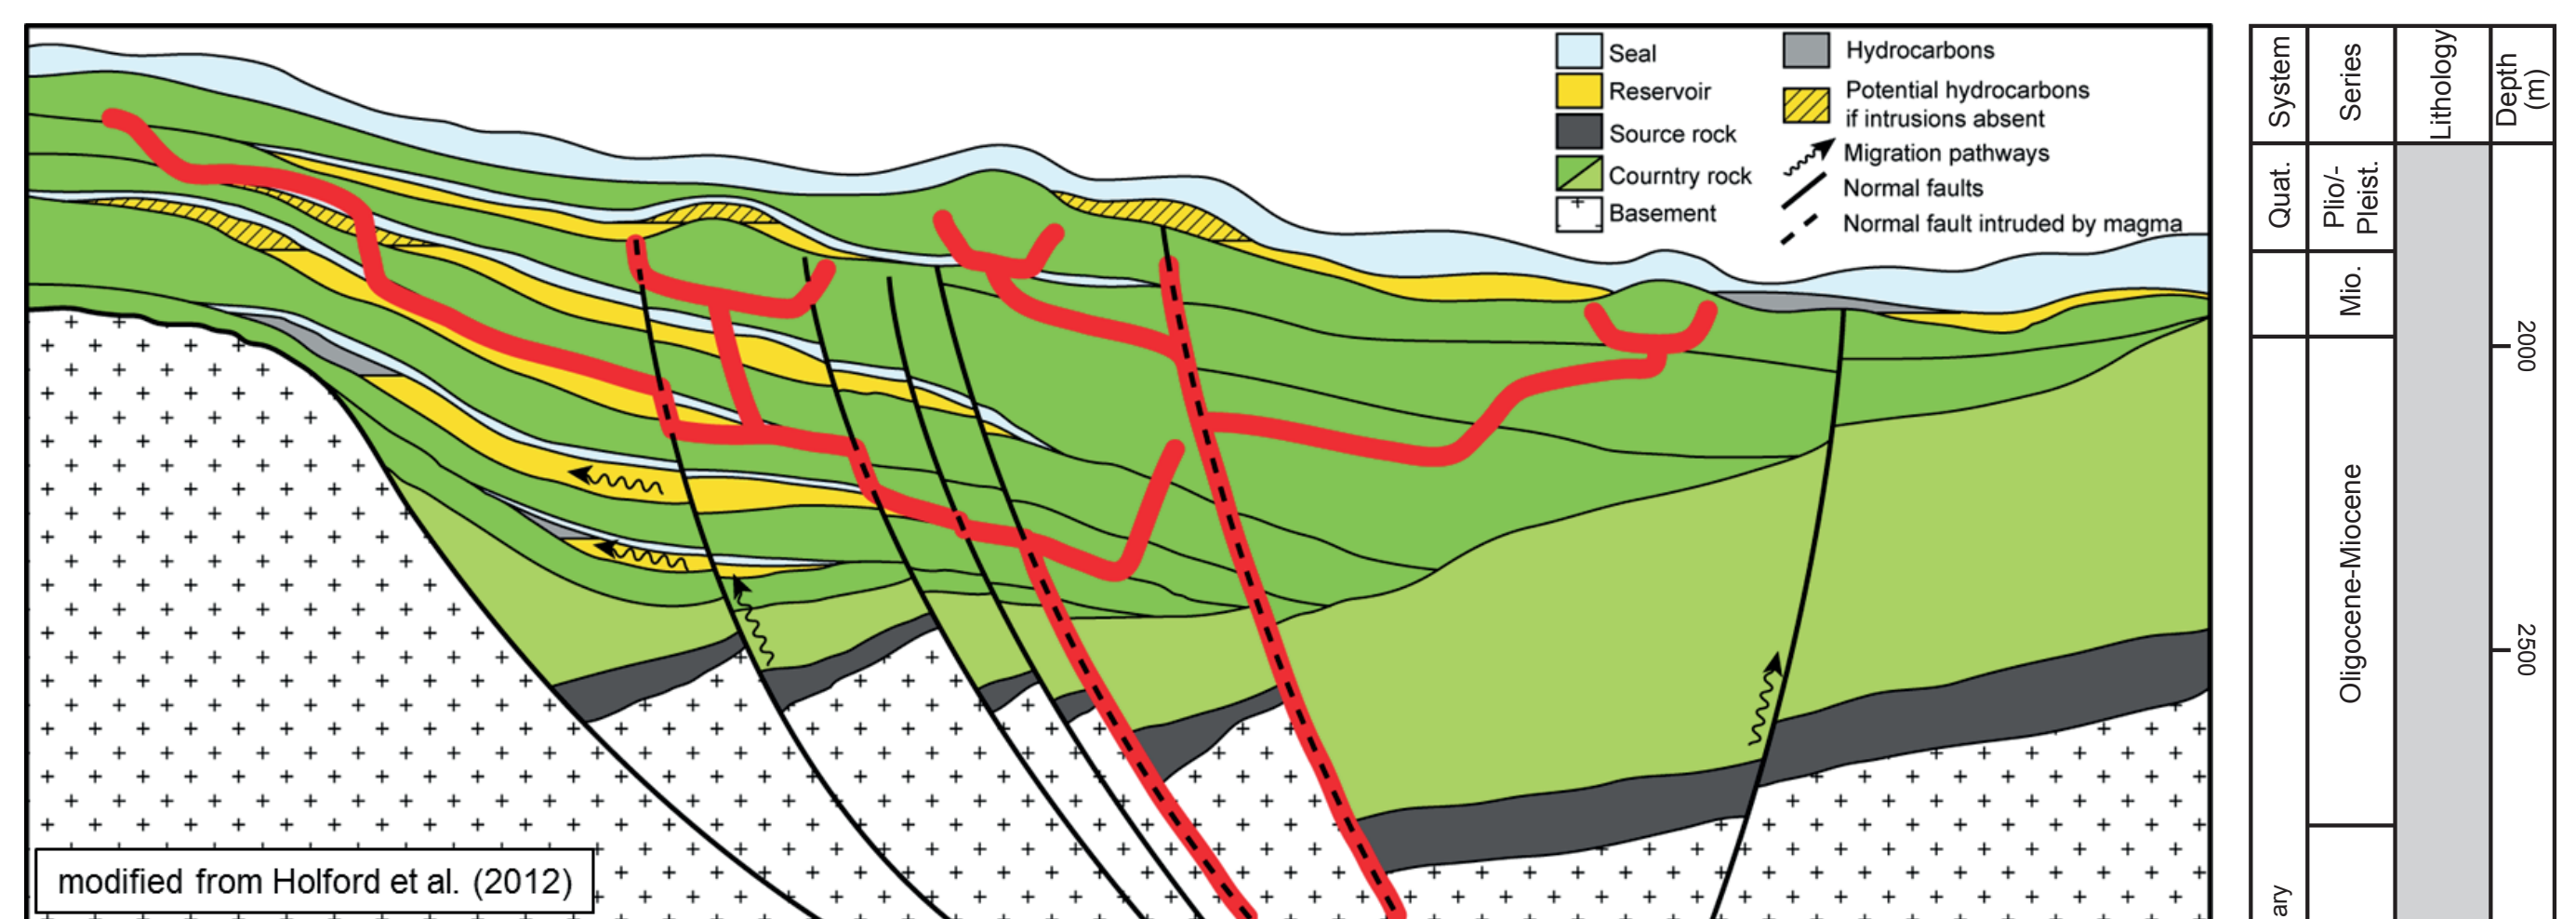 Seal
Reservoir
Source rock
Courntry rock
Basement
Hydrocarbons
Potential hydrocarbons
if intrusions absent
Migration pathways
Normal faults
Normal fault intruded by magma
modified from Holford et al. (2012)
System
Series
Lithology
Depth
(m)
Quat.
Plio/-
Pleist.
Mio.
2000
Oligocene-Miocene
2500
ary